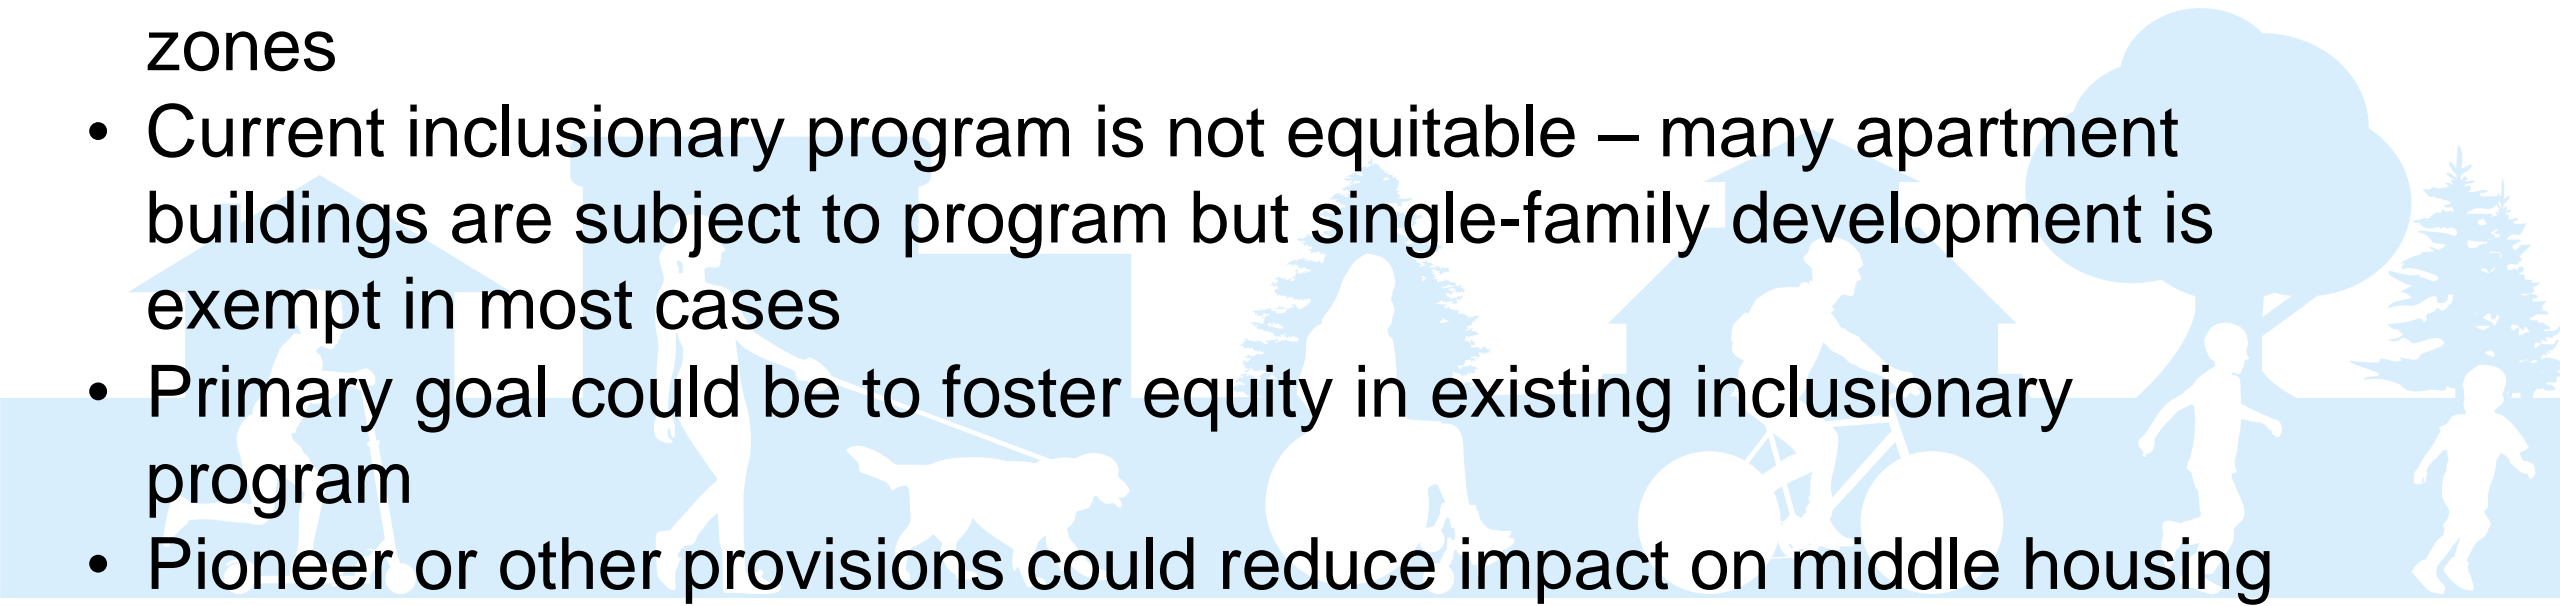 zones
• Current inclusionary program is not equitable – many apartment
buildings are subject to program but single-family development is
exempt in most cases
• Primary goal could be to foster equity in existing inclusionary
program
• Pioneer or other provisions could reduce impact on middle housing